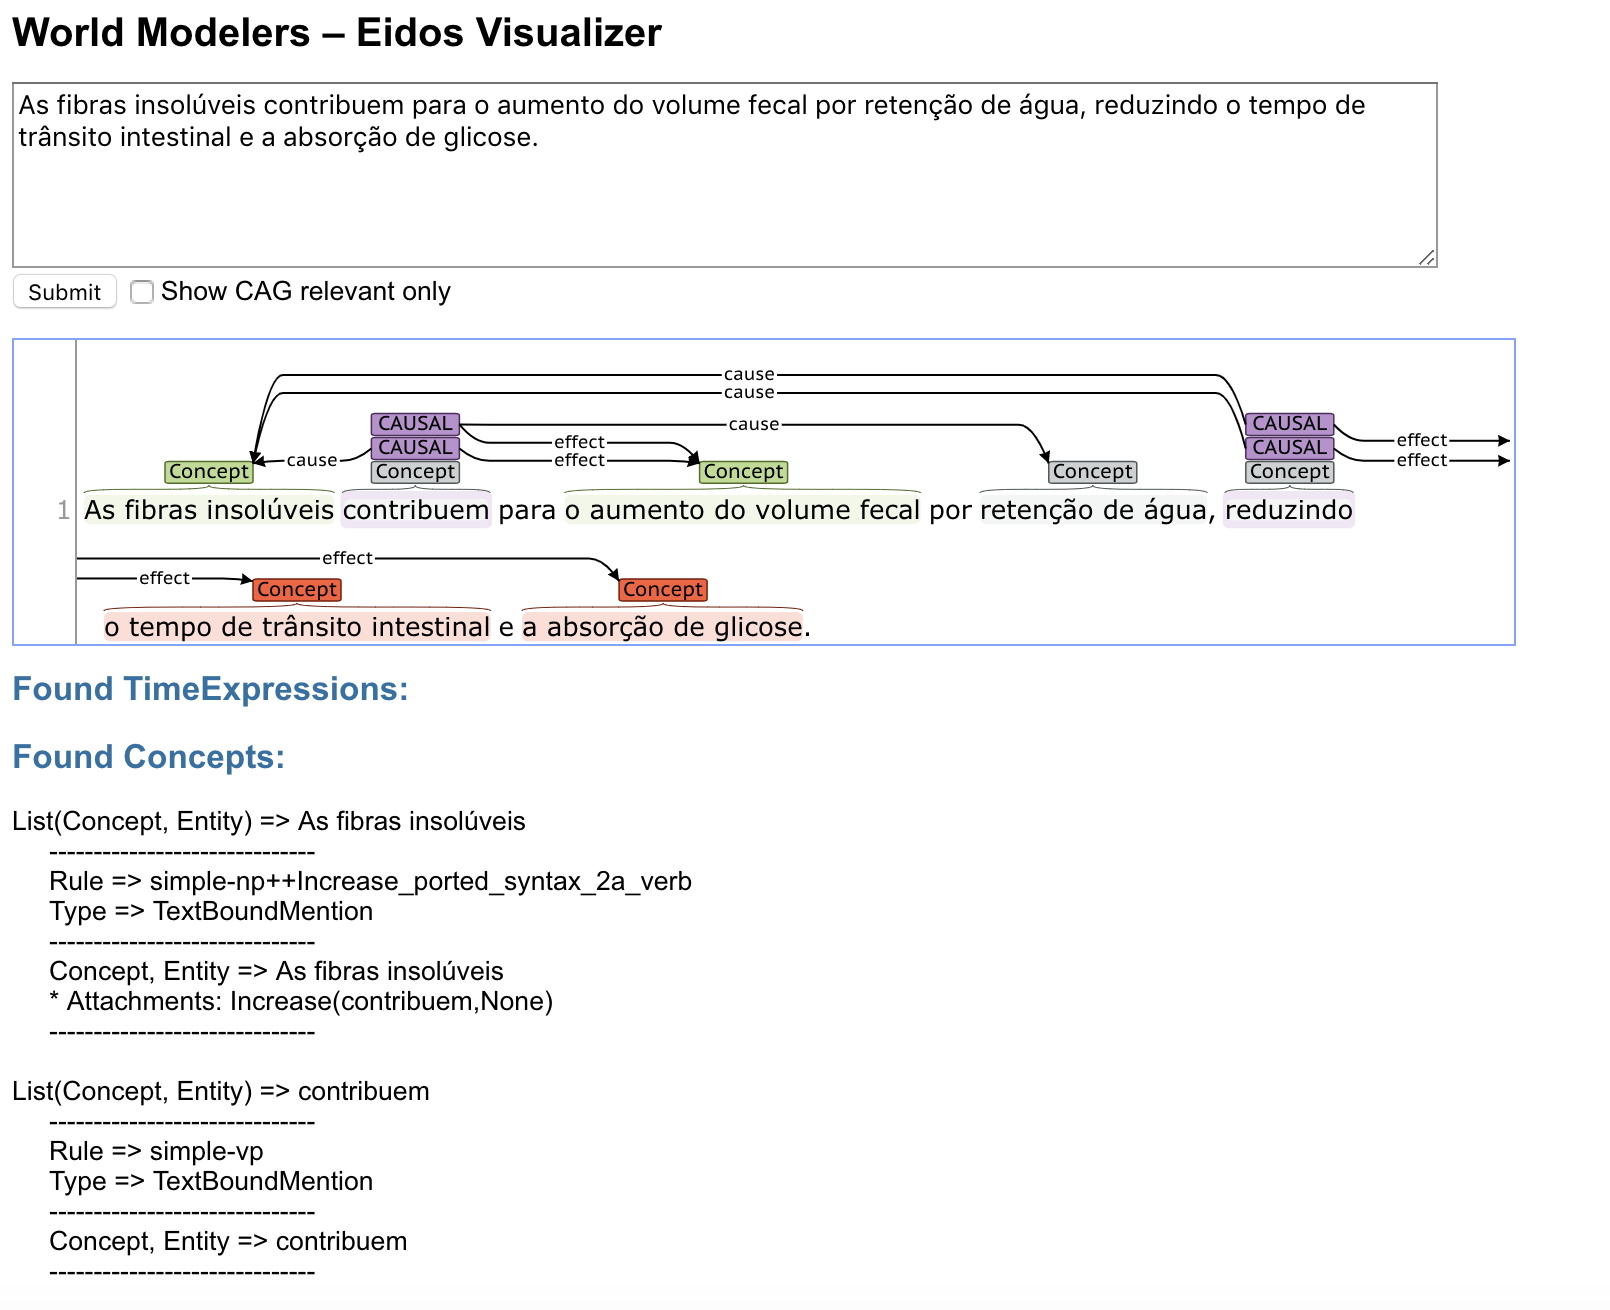 World Modelers – Eidos Visualizer
As fibras insolúveis contribuem para o aumento do volume fecal por retenção de água, reduzindo o tempo de
trânsito intestinal e a absorção de glicose.
Submit Show CAG relevant only
cause
cause
CAUSAL cause CAUSAL
effect effect
CAUSAL CAUSAL
cause effect effect
Concept Concept Concept Concept Concept
1 As fibras insolúveis contribuem para o aumento do volume fecal por retenção de água, reduzindo
effect
effect
Concept Concept
o tempo de trânsito intestinal e a absorção de glicose.
Found TimeExpressions:
Found Concepts:
List(Concept, Entity) => As fibras insolúveis
-----------------------------
Rule => simple-np++Increase_ported_syntax_2a_verb
Type => TextBoundMention
-----------------------------
Concept, Entity => As fibras insolúveis
* Attachments: Increase(contribuem,None)
-----------------------------
List(Concept, Entity) => contribuem
-----------------------------
Rule => simple-vp
Type => TextBoundMention
-----------------------------
Concept, Entity => contribuem
-----------------------------